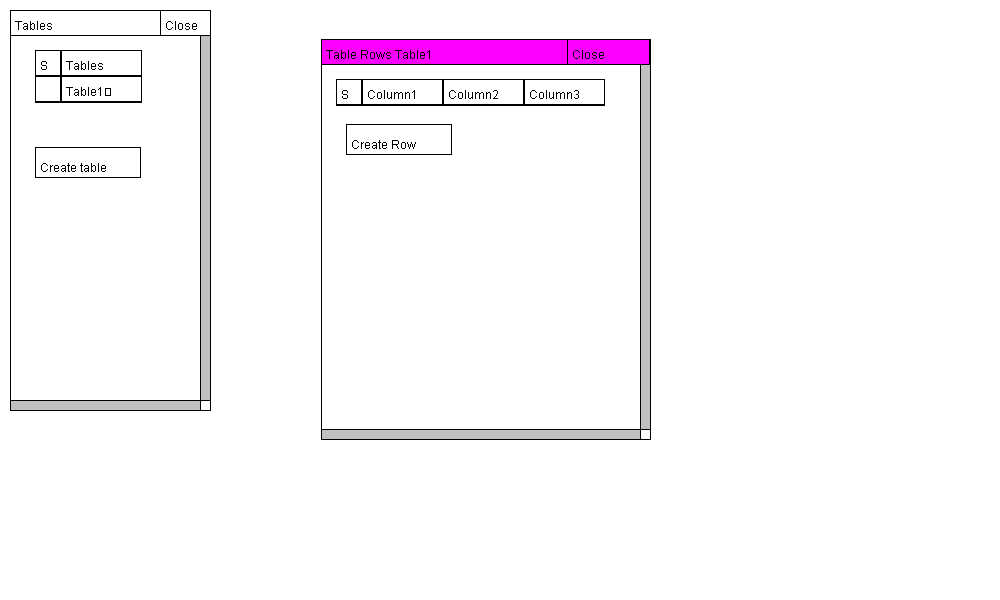 Tables Close
S Tables
Table1▯
Create table
Table Rows Table1 Close
S Column1 Column2 Column3
Create Row